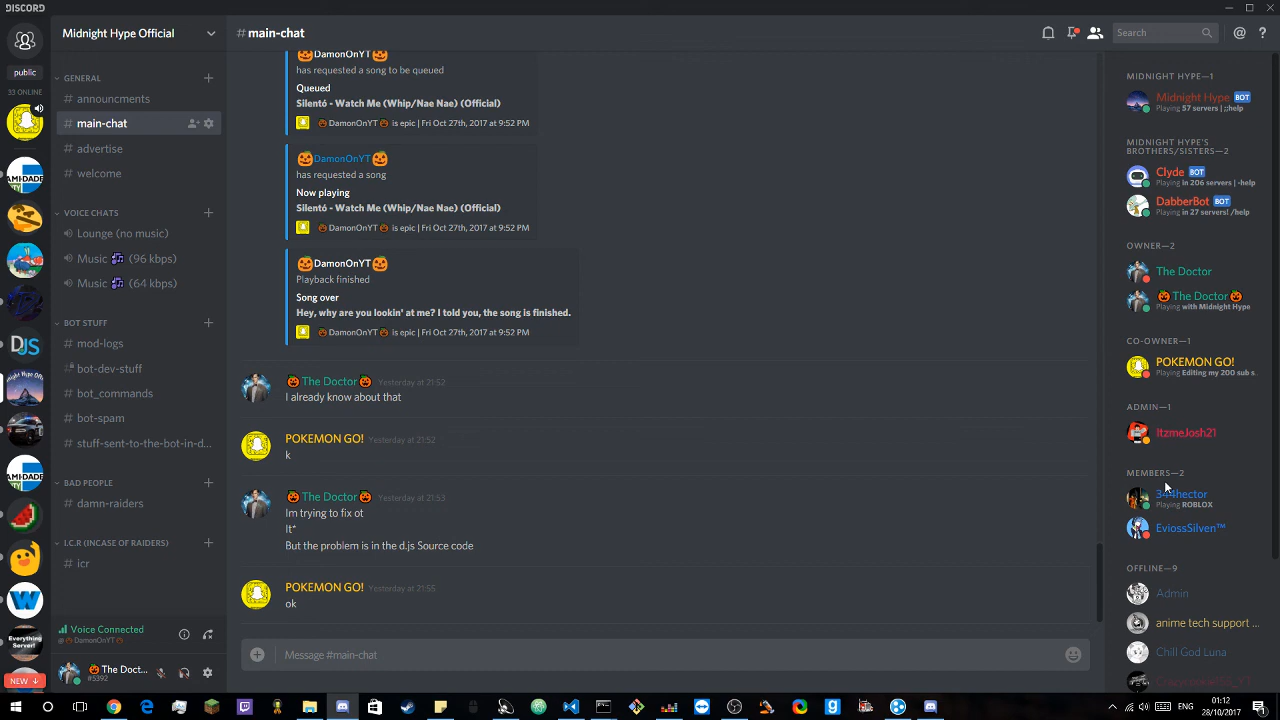 DISCORD
public
33 ONLINE
NEW ↓
Midnight Hype Official
GENERAL
# announcments
# main-chat
# advertise
# welcome
VOICE CHATS
Lounge (no music)
Music 🎵 (96 kbps)
Music 🎵 (64 kbps)
BOT STUFF
# mod-logs
# bot-dev-stuff
# bot_commands
# bot-spam
# stuff-sent-to-the-bot-in-d...
BAD PEOPLE
# damn-raiders
I.C.R (INCASE OF RAIDERS)
# icr
Voice Connected
@ 🎃 DamonOnYT 🎃
🎃 The Doct...
#5392
# main-chat
Search
🎃DamonOnYT🎃
has requested a song to be queued
Queued
Silentó - Watch Me (Whip/Nae Nae) (Official)
🎃 DamonOnYT 🎃 is epic | Fri Oct 27th, 2017 at 9:52 PM
🎃DamonOnYT🎃
has requested a song
Now playing
Silentó - Watch Me (Whip/Nae Nae) (Official)
🎃 DamonOnYT 🎃 is epic | Fri Oct 27th, 2017 at 9:52 PM
🎃DamonOnYT🎃
Playback finished
Song over
Hey, why are you lookin' at me? I told you, the song is finished.
🎃 DamonOnYT 🎃 is epic | Fri Oct 27th, 2017 at 9:52 PM
🎃The Doctor🎃 Yesterday at 21:52
I already know about that
POKEMON GO! Yesterday at 21:52
k
🎃The Doctor🎃 Yesterday at 21:53
Im trying to fix ot
It*
But the problem is in the d.js Source code
POKEMON GO! Yesterday at 21:55
ok
Message #main-chat
MIDNIGHT HYPE—1
Midnight Hype BOT
Playing 57 servers | ;;help
MIDNIGHT HYPE'S
BROTHERS/SISTERS—2
Clyde BOT
Playing in 206 servers | -help
DabberBot BOT
Playing in 27 servers! /help
OWNER—2
The Doctor
🎃The Doctor🎃
Playing with Midnight Hype
CO-OWNER—1
POKEMON GO!
Playing Editing my 200 sub s...
ADMIN—1
ItzmeJosh21
MEMBERS—2
344hector
Playing ROBLOX
EviossSilven™
OFFLINE—9
Admin
anime tech support ...
Chill God Luna
DJS
Everything
Server!
W
ENG
01:12
28/10/2017